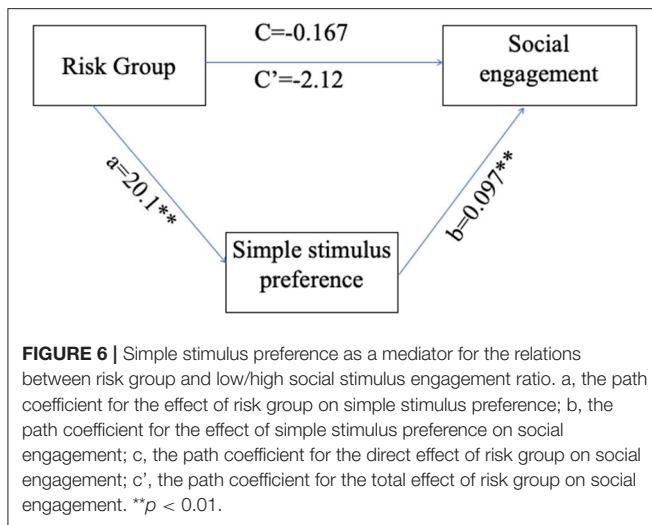 C=-0.167
Risk Group
Social
engagement
C’=-2.12
a=20.1**
b=0.097**
Simple stimulus
preference
FIGURE 6 | Simple stimulus preference as a mediator for the relations
between risk group and low/high social stimulus engagement ratio. a, the path
coefficient for the effect of risk group on simple stimulus preference; b, the
path coefficient for the effect of simple stimulus preference on social
engagement; c, the path coefficient for the direct effect of risk group on social
engagement; c’, the path coefficient for the total effect of risk group on social
engagement. **p < 0.01.